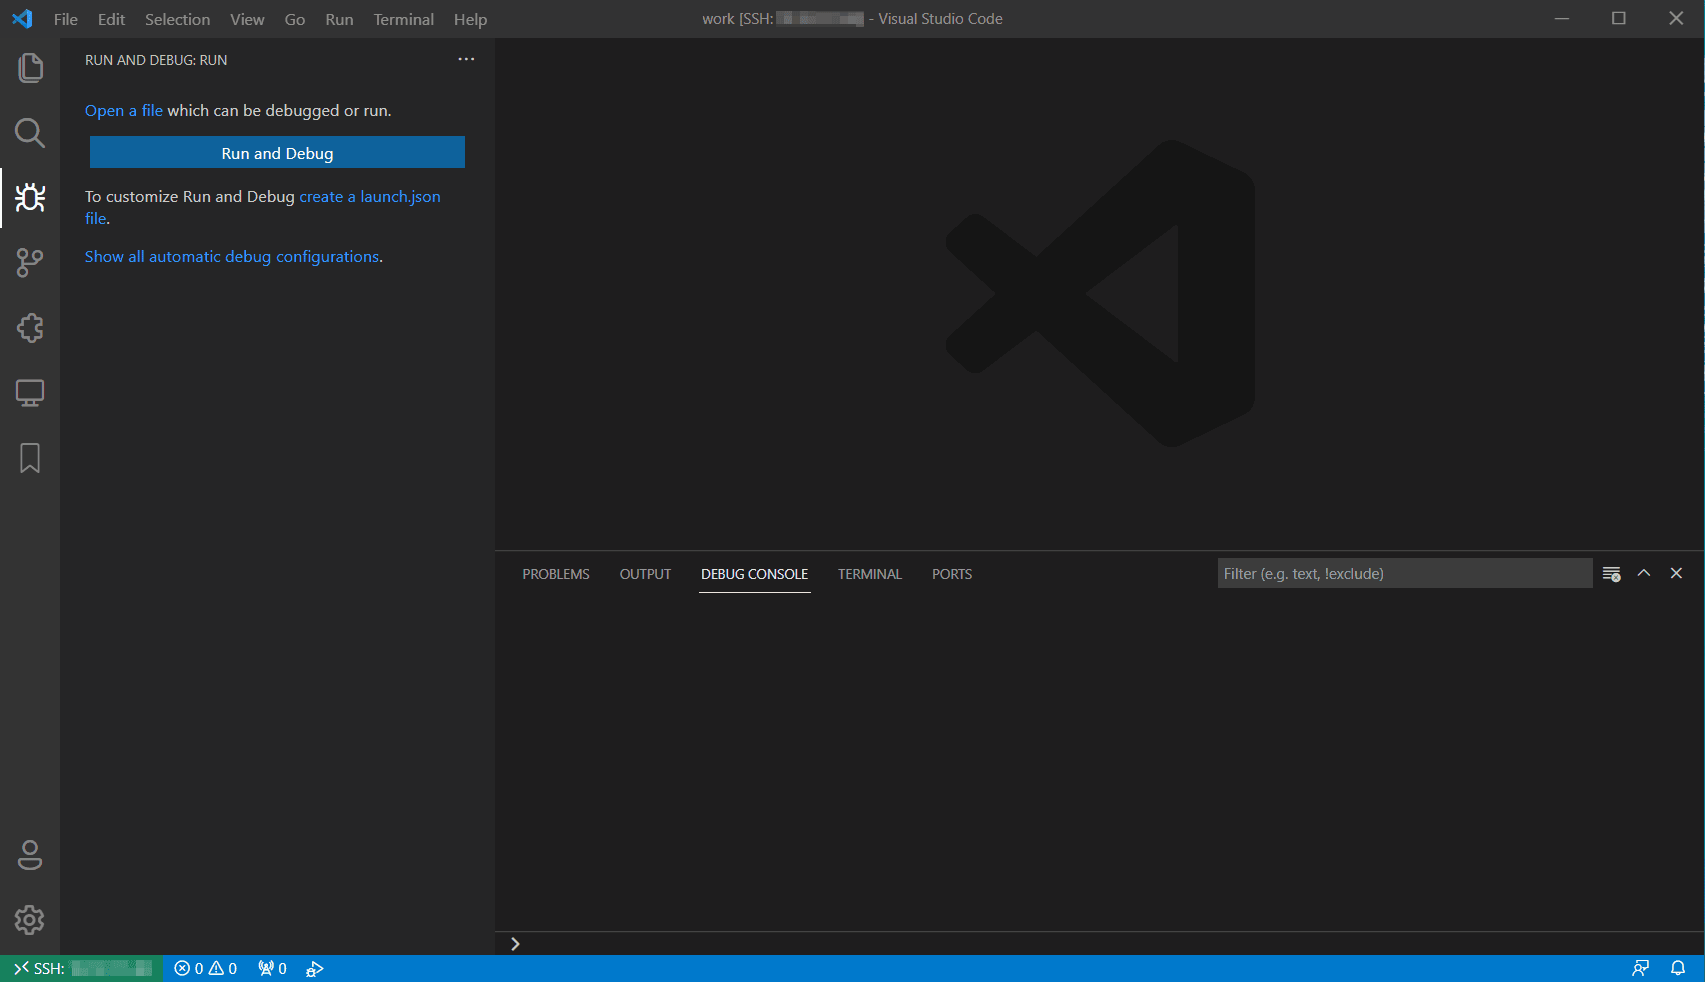 File Edit Selection View Go Run Terminal Help
work [SSH: - Visual Studio Code
RUN AND DEBUG: RUN
Open a file which can be debugged or run.
Run and Debug
To customize Run and Debug create a launch.json
file.
Show all automatic debug configurations.
PROBLEMS OUTPUT DEBUG CONSOLE TERMINAL PORTS
Filter (e.g. text, !exclude)
SSH:
0 0 0